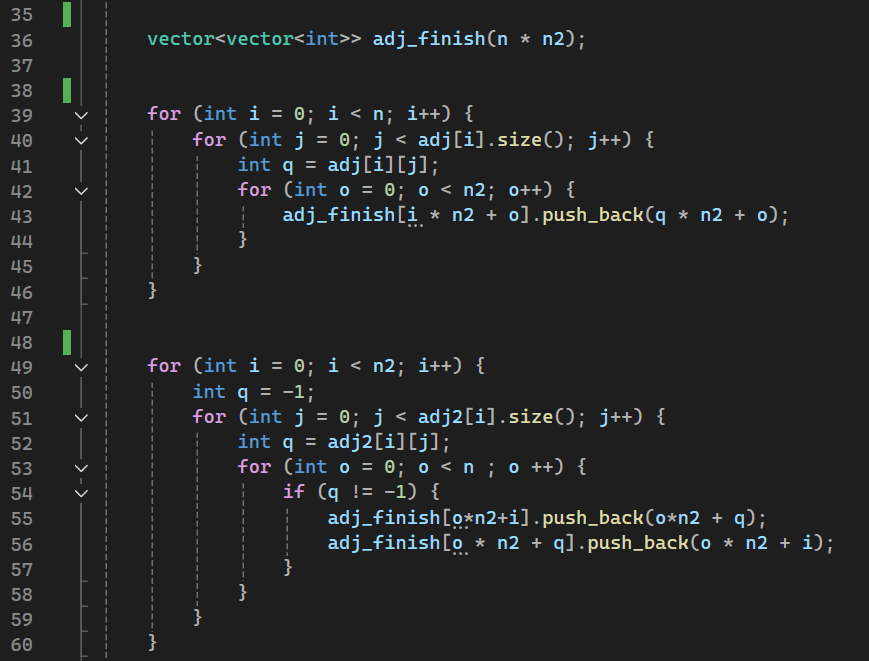 35
36 vector<vector<int>> adj_finish(n * n2);
37
38
39 for (int i = 0; i < n; i++) {
40 for (int j = 0; j < adj[i].size(); j++) {
41 int q = adj[i][j];
42 for (int o = 0; o < n2; o++) {
43 adj_finish[i * n2 + o].push_back(q * n2 + o);
44 }
45 }
46 }
47
48
49 for (int i = 0; i < n2; i++) {
50 int q = -1;
51 for (int j = 0; j < adj2[i].size(); j++) {
52 int q = adj2[i][j];
53 for (int o = 0; o < n ; o ++) {
54 if (q != -1) {
55 adj_finish[o*n2+i].push_back(o*n2 + q);
56 adj_finish[o * n2 + q].push_back(o * n2 + i);
57 }
58 }
59 }
60 }